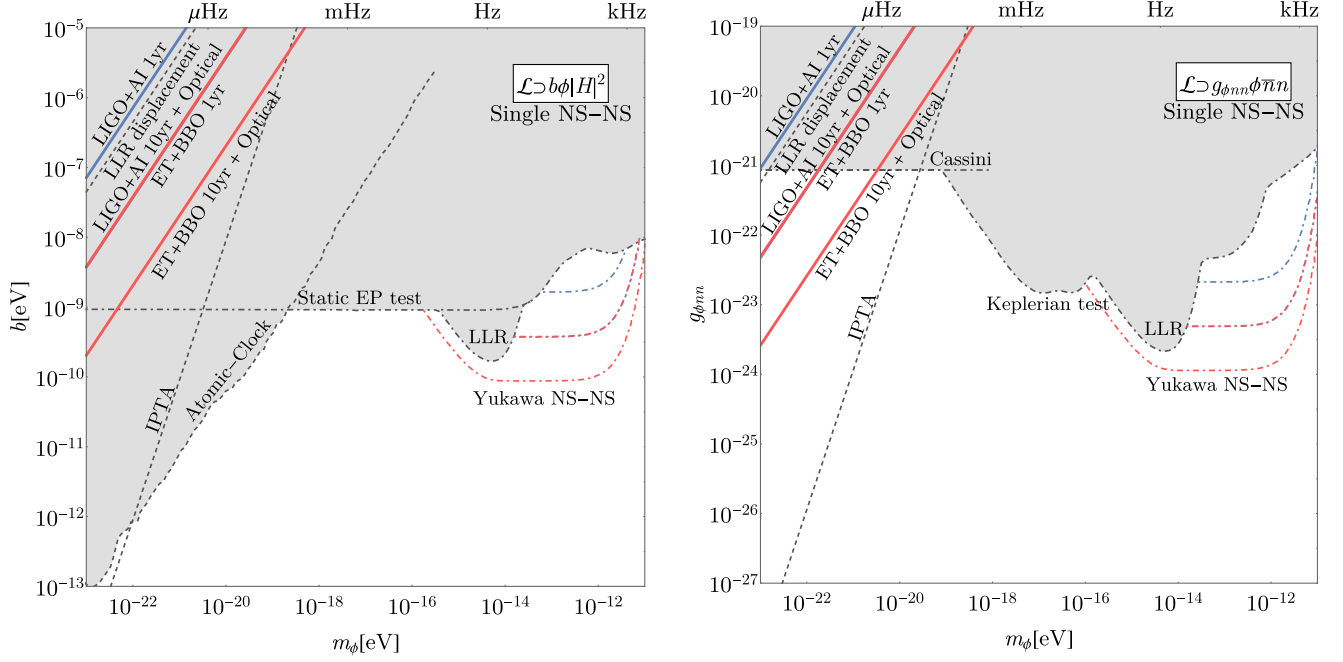 μHz mHz Hz kHz
10⁻⁵
10⁻⁶
10⁻⁷
10⁻⁸
10⁻⁹
10⁻¹⁰
10⁻¹¹
10⁻¹²
10⁻¹³
b[eV]
LIGO+AI 1yr
LLR displacement
LIGO+AI 10yr + Optical
ET+BBO 1yr
ET+BBO 10yr + Optical
ℒ⊃bϕ|H|²
Single NS−NS
Static EP test
LLR
IPTA
Atomic−Clock
Yukawa NS−NS
10⁻²² 10⁻²⁰ 10⁻¹⁸ 10⁻¹⁶ 10⁻¹⁴ 10⁻¹²
m_ϕ[eV]
μHz mHz Hz kHz
10⁻¹⁹
10⁻²⁰
10⁻²¹
10⁻²²
10⁻²³
10⁻²⁴
10⁻²⁵
10⁻²⁶
10⁻²⁷
g_ϕnn
LIGO+AI 1yr
LLR displacement
LIGO+AI 10yr + Optical
ET+BBO 1yr
ET+BBO 10yr + Optical
ℒ⊃g_ϕnn ϕn̅n
Single NS−NS
Cassini
IPTA
Keplerian test
LLR
Yukawa NS−NS
10⁻²² 10⁻²⁰ 10⁻¹⁸ 10⁻¹⁶ 10⁻¹⁴ 10⁻¹²
m_ϕ[eV]